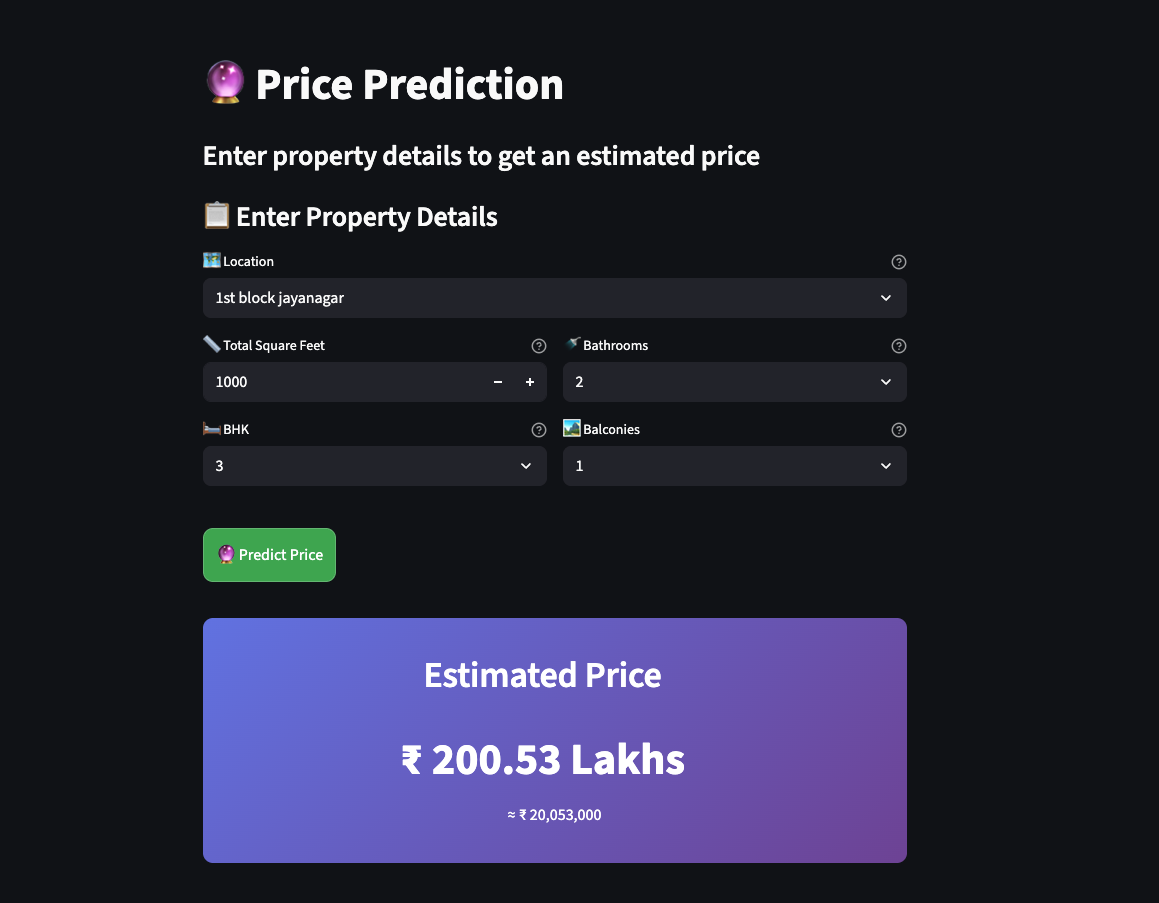 🔮 Price Prediction
Enter property details to get an estimated price
📋 Enter Property Details
🗺️ Location
1st block jayanagar
📏 Total Square Feet
🚿 Bathrooms
1000
2
🛏️ BHK
🏞️ Balconies
3
1
🔮 Predict Price
Estimated Price
₹ 200.53 Lakhs
≈ ₹ 20,053,000